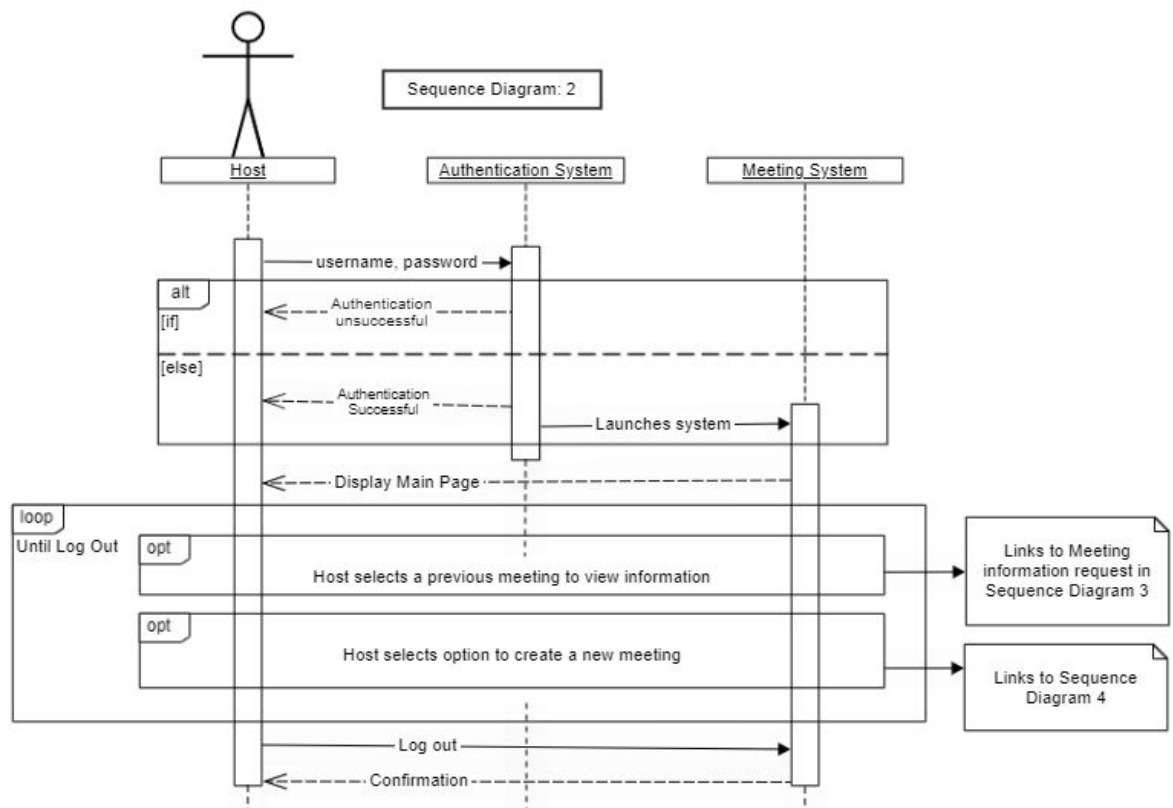 Sequence Diagram: 2
Host
Authentication System
Meeting System
username, password
alt
[if]
Authentication
unsuccessful
[else]
Authentication
Successful
Launches system
Display Main Page
loop
Until Log Out
opt
Host selects a previous meeting to view information
Links to Meeting
information request in
Sequence Diagram 3
opt
Host selects option to create a new meeting
Links to Sequence
Diagram 4
Log out
Confirmation